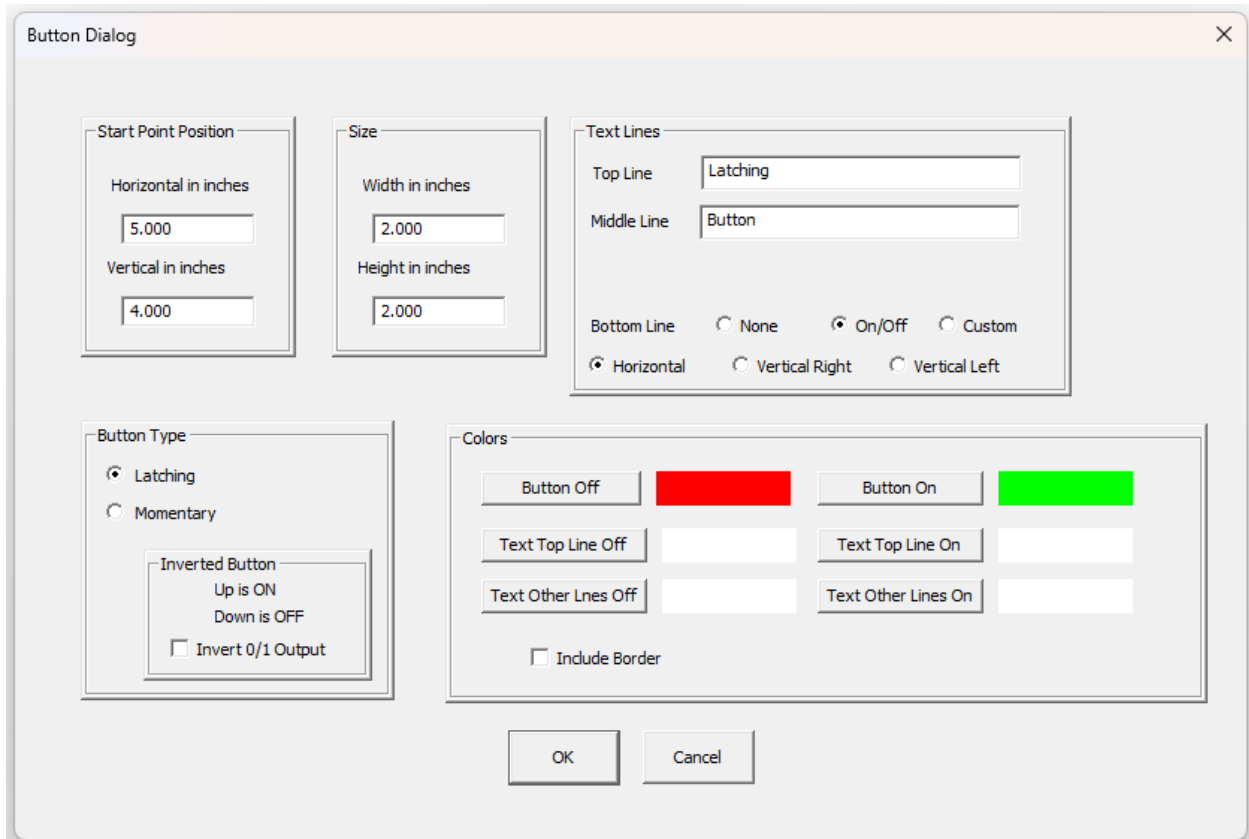 Button Dialog
Start Point Position
Horizontal in inches
5.000
Vertical in inches
4.000
Size
Width in inches
2.000
Height in inches
2.000
Text Lines
Top Line Latching
Middle Line Button
Bottom Line None On/Off Custom
Horizontal Vertical Right Vertical Left
Button Type
Latching
Momentary
Inverted Button
Up is ON
Down is OFF
Invert 0/1 Output
Colors
Button Off Button On
Text Top Line Off Text Top Line On
Text Other Lnes Off Text Other Lines On
Include Border
OK Cancel